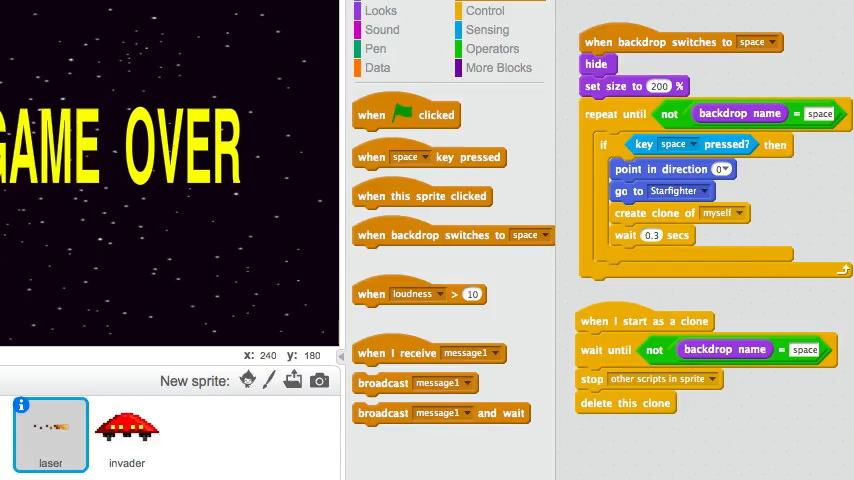 GAME OVER
x: 240 y: 180
New sprite:
laser
invader
Looks
Control
Sound
Sensing
Pen
Operators
Data
More Blocks
when clicked
when space key pressed
when this sprite clicked
when backdrop switches to space
when loudness > 10
when I receive message1
broadcast message1
broadcast message1 and wait
when backdrop switches to space
hide
set size to 200 %
repeat until not backdrop name = space
if key space pressed? then
point in direction 0
go to Starfighter
create clone of myself
wait 0.3 secs
when I start as a clone
wait until not backdrop name = space
stop other scripts in sprite
delete this clone